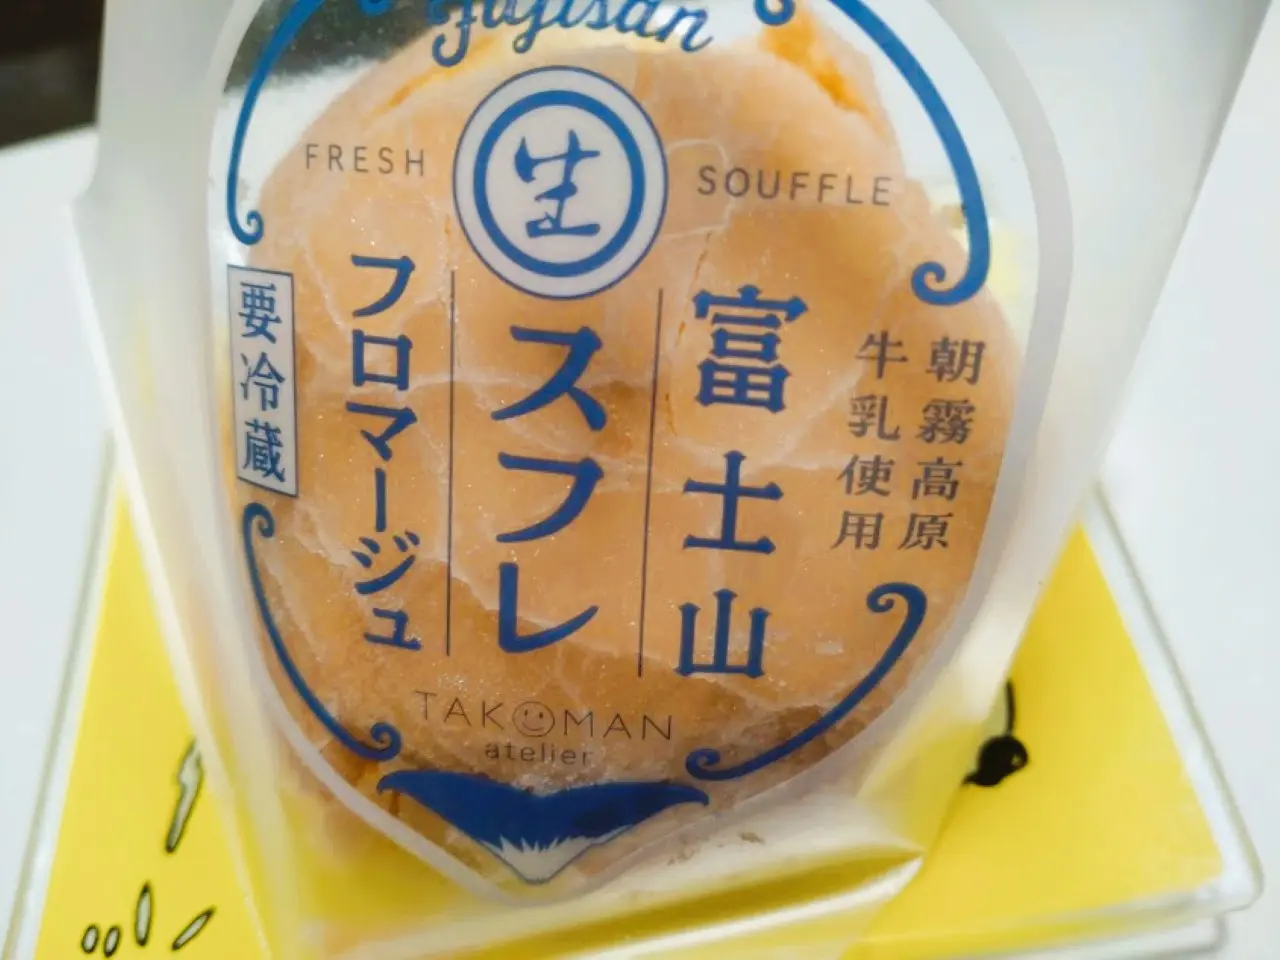 Fujisan
FRESH
生
SOUFFLE
朝霧高原
牛乳使用
富士山
スフレ
フロマージュ
要冷蔵
TAKOMAN
atelier